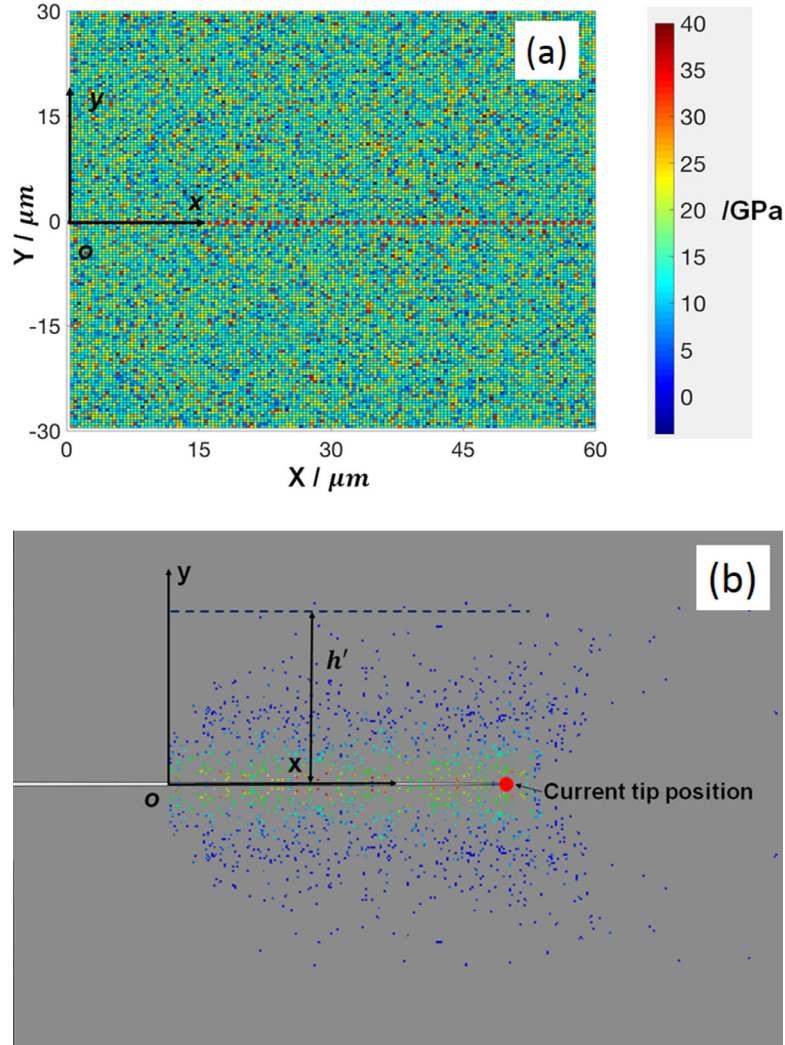 30
(a)
40
35
y
15
30
25
Y / μm
x
0
20 /GPa
o
15
10
-15
5
0
-30
0 15 30 45 60
X / μm
(b)
y
h′
x
o
Current tip position